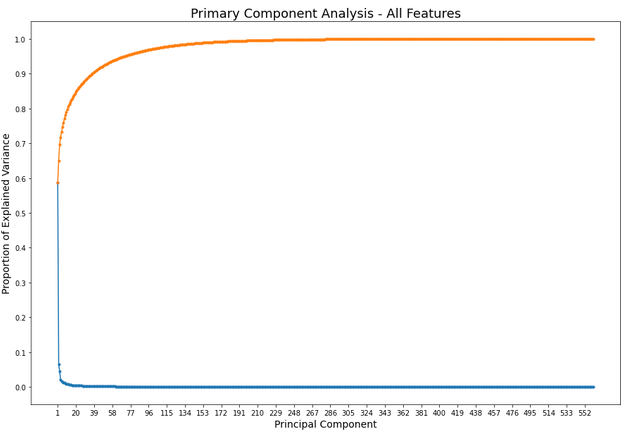 Primary Component Analysis - All Features
1.0
0.9
0.8
0.7
0.6
0.5
0.4
0.3
0.2
0.1
0.0
Proportion of Explained Variance
1 20 39 58 77 96 115 134 153 172 191 210 229 248 267 286 305 324 343 362 381 400 419 438 457 476 495 514 533 552
Principal Component